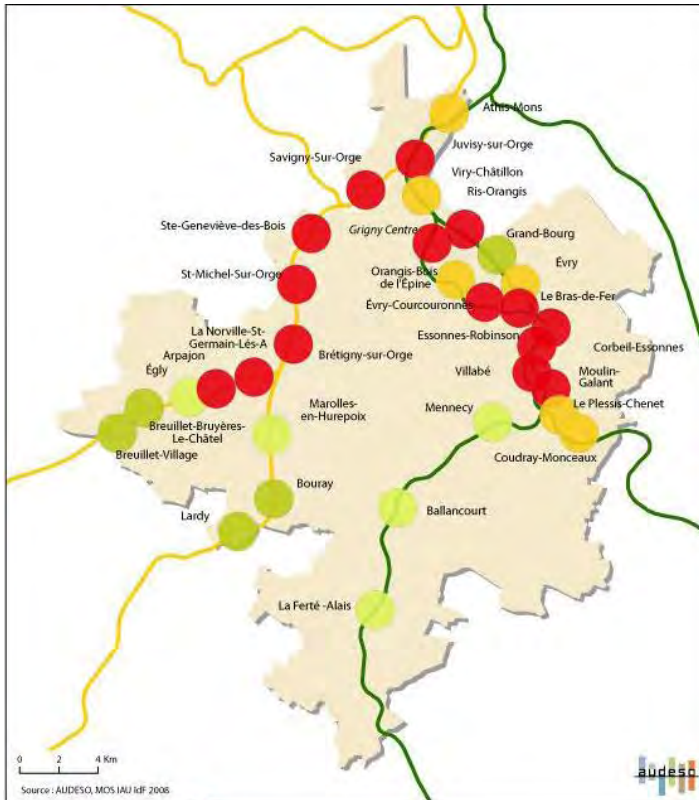 Athis-Mons
Juvisy-sur-Orge
Savigny-Sur-Orge
Viry-Châtillon
Ris-Orangis
Ste-Geneviève-des-Bois
Grigny Centre
Grand-Bourg
Évry
St-Michel-Sur-Orge
Orangis-Bois
de l'Épine
Évry-Courcouronnes
Le Bras-de-Fer
La Norville-St-
Germain-Lés-A
Essonnes-Robinson
Corbeil-Essonnes
Arpajon
Brétigny-sur-Orge
Égly
Villabé
Moulin-
Galant
Marolles-
en-Hurepoix
Mennecy
Le Plessis-Chenet
Breuillet-Bruyères-
Le-Châtel
Breuillet-Village
Coudray-Monceaux
Bouray
Lardy
Ballancourt
La Ferté -Alais
0 2 4 Km
Source : AUDESO, MOS IAU IdF 2008
audeso